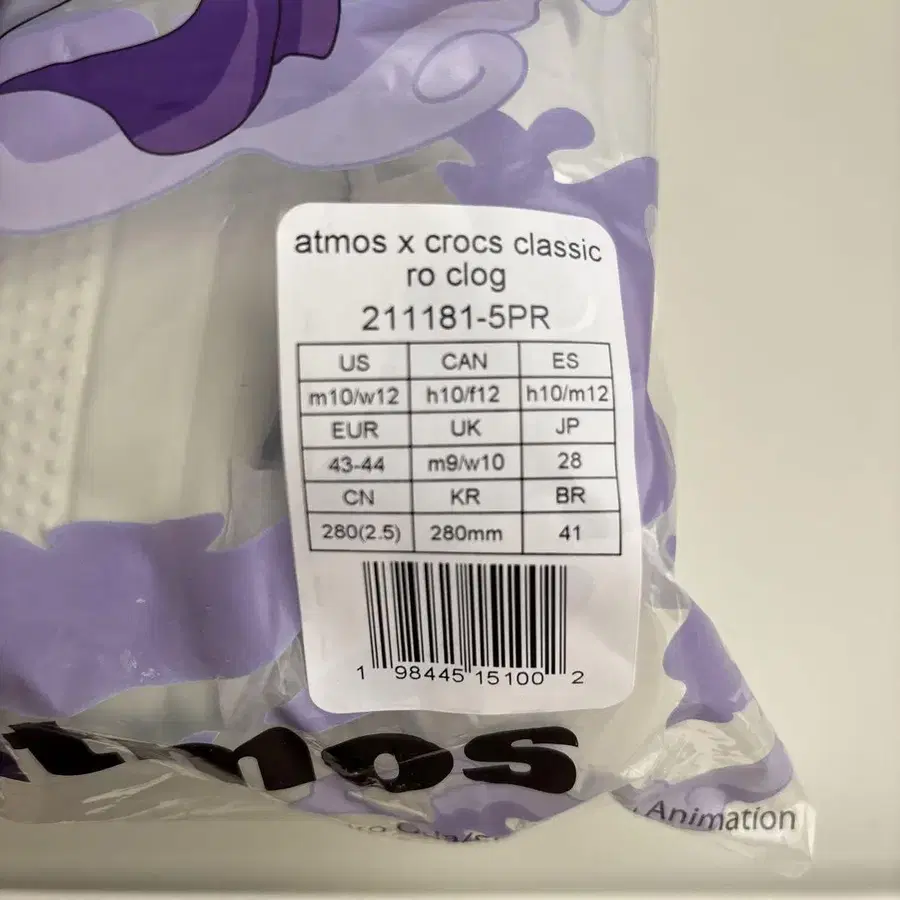 atmos x crocs classic
ro clog
211181-5PR
US CAN ES
m10/w12 h10/f12 h10/m12
EUR UK JP
43-44 m9/w10 28
CN KR BR
280(2.5) 280mm 41
1 98445 15100 2
tmos
Animation